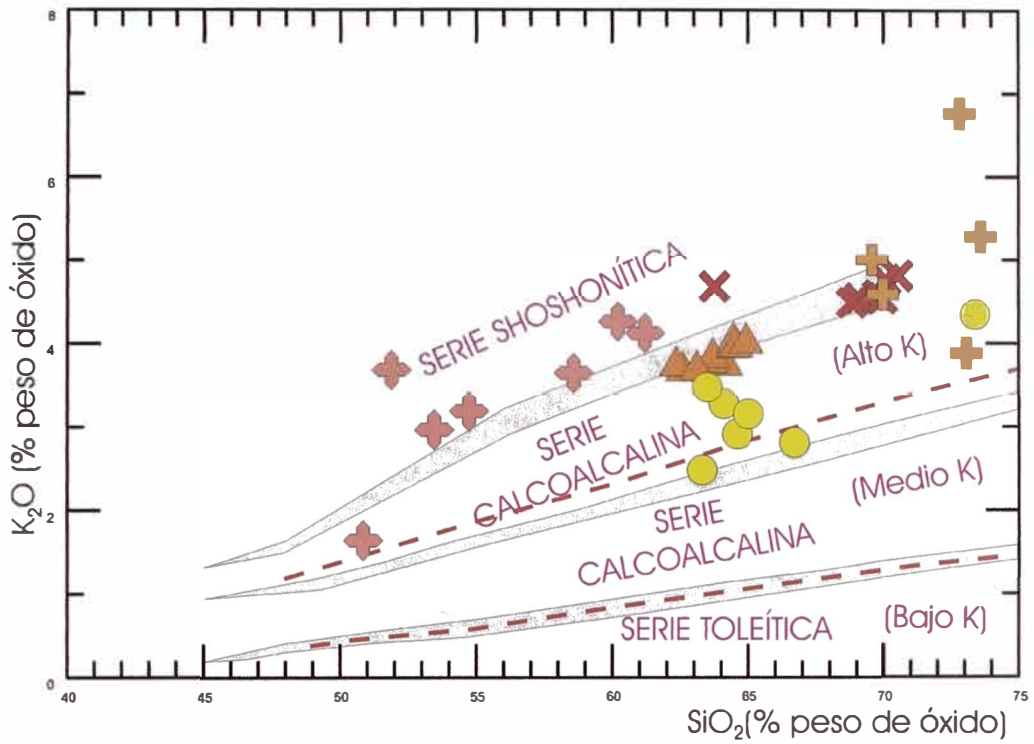 8
6
4
2
0
K₂O (% peso de óxido)
SERIE SHOSHONÍTICA
(Alto K)
SERIE
CALCOALCALINA
(Medio K)
SERIE
CALCOALCALINA
(Bajo K)
SERIE TOLEÍTICA
40 45 50 55 60 65 70 75
SiO₂(% peso de óxido)